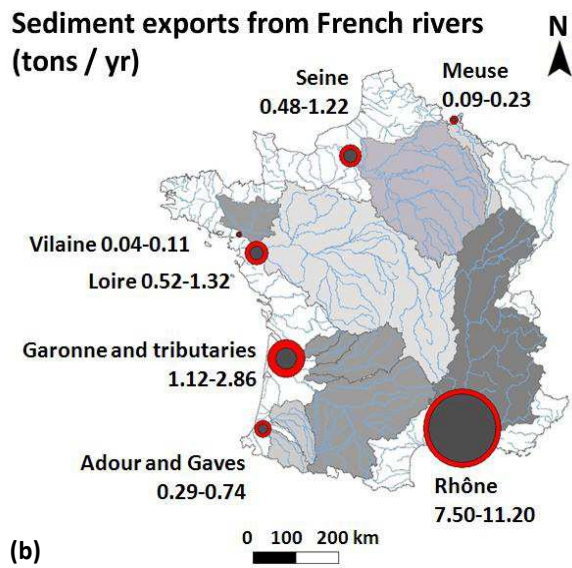 Sediment exports from French rivers
(tons / yr)
N
Seine
0.48-1.22
Meuse
0.09-0.23
Vilaine 0.04-0.11
Loire 0.52-1.32
Garonne and tributaries
1.12-2.86
Adour and Gaves
0.29-0.74
Rhône
7.50-11.20
(b)
0 100 200 km